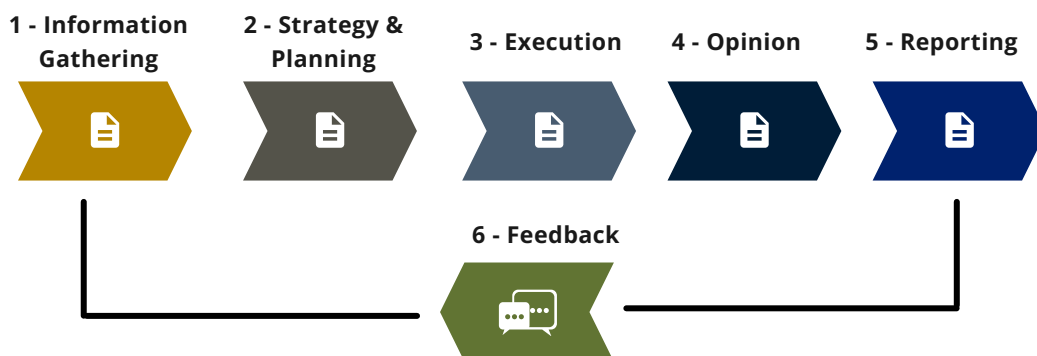 1 - Information
Gathering
2 - Strategy &
Planning
3 - Execution
4 - Opinion
5 - Reporting
6 - Feedback